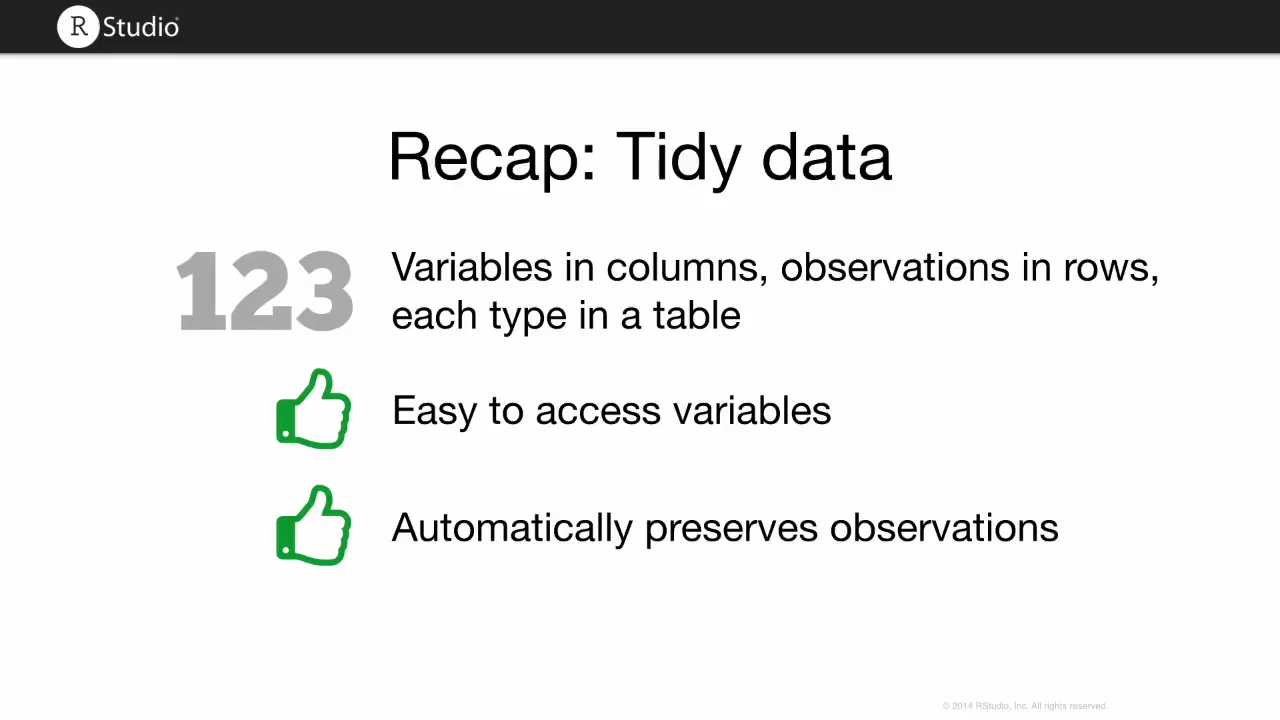 R Studio®
Recap: Tidy data
123
Variables in columns, observations in rows,
each type in a table
Easy to access variables
Automatically preserves observations
© 2014 RStudio, Inc. All rights reserved.